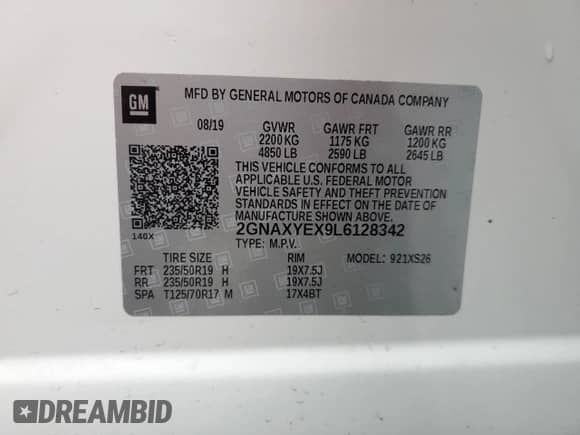 GM
MFD BY GENERAL MOTORS OF CANADA COMPANY
08/19 GVWR GAWR FRT GAWR RR
2200 KG 1175 KG 1200 KG
4850 LB 2590 LB 2645 LB
THIS VEHICLE CONFORMS TO ALL
APPLICABLE U.S. FEDERAL MOTOR
VEHICLE SAFETY AND THEFT PREVENTION
STANDARDS IN EFFECT ON THE DATE OF
MANUFACTURE SHOWN ABOVE.
140X
2GNAXYEX9L6128342
TYPE: M.P.V. MODEL: 921XS26
TIRE SIZE RIM
FRT 235/50R19 H 19X7.5J
RR 235/50R19 H 19X7.5J
SPA T125/70R17 M 17X4BT
DREAMBID